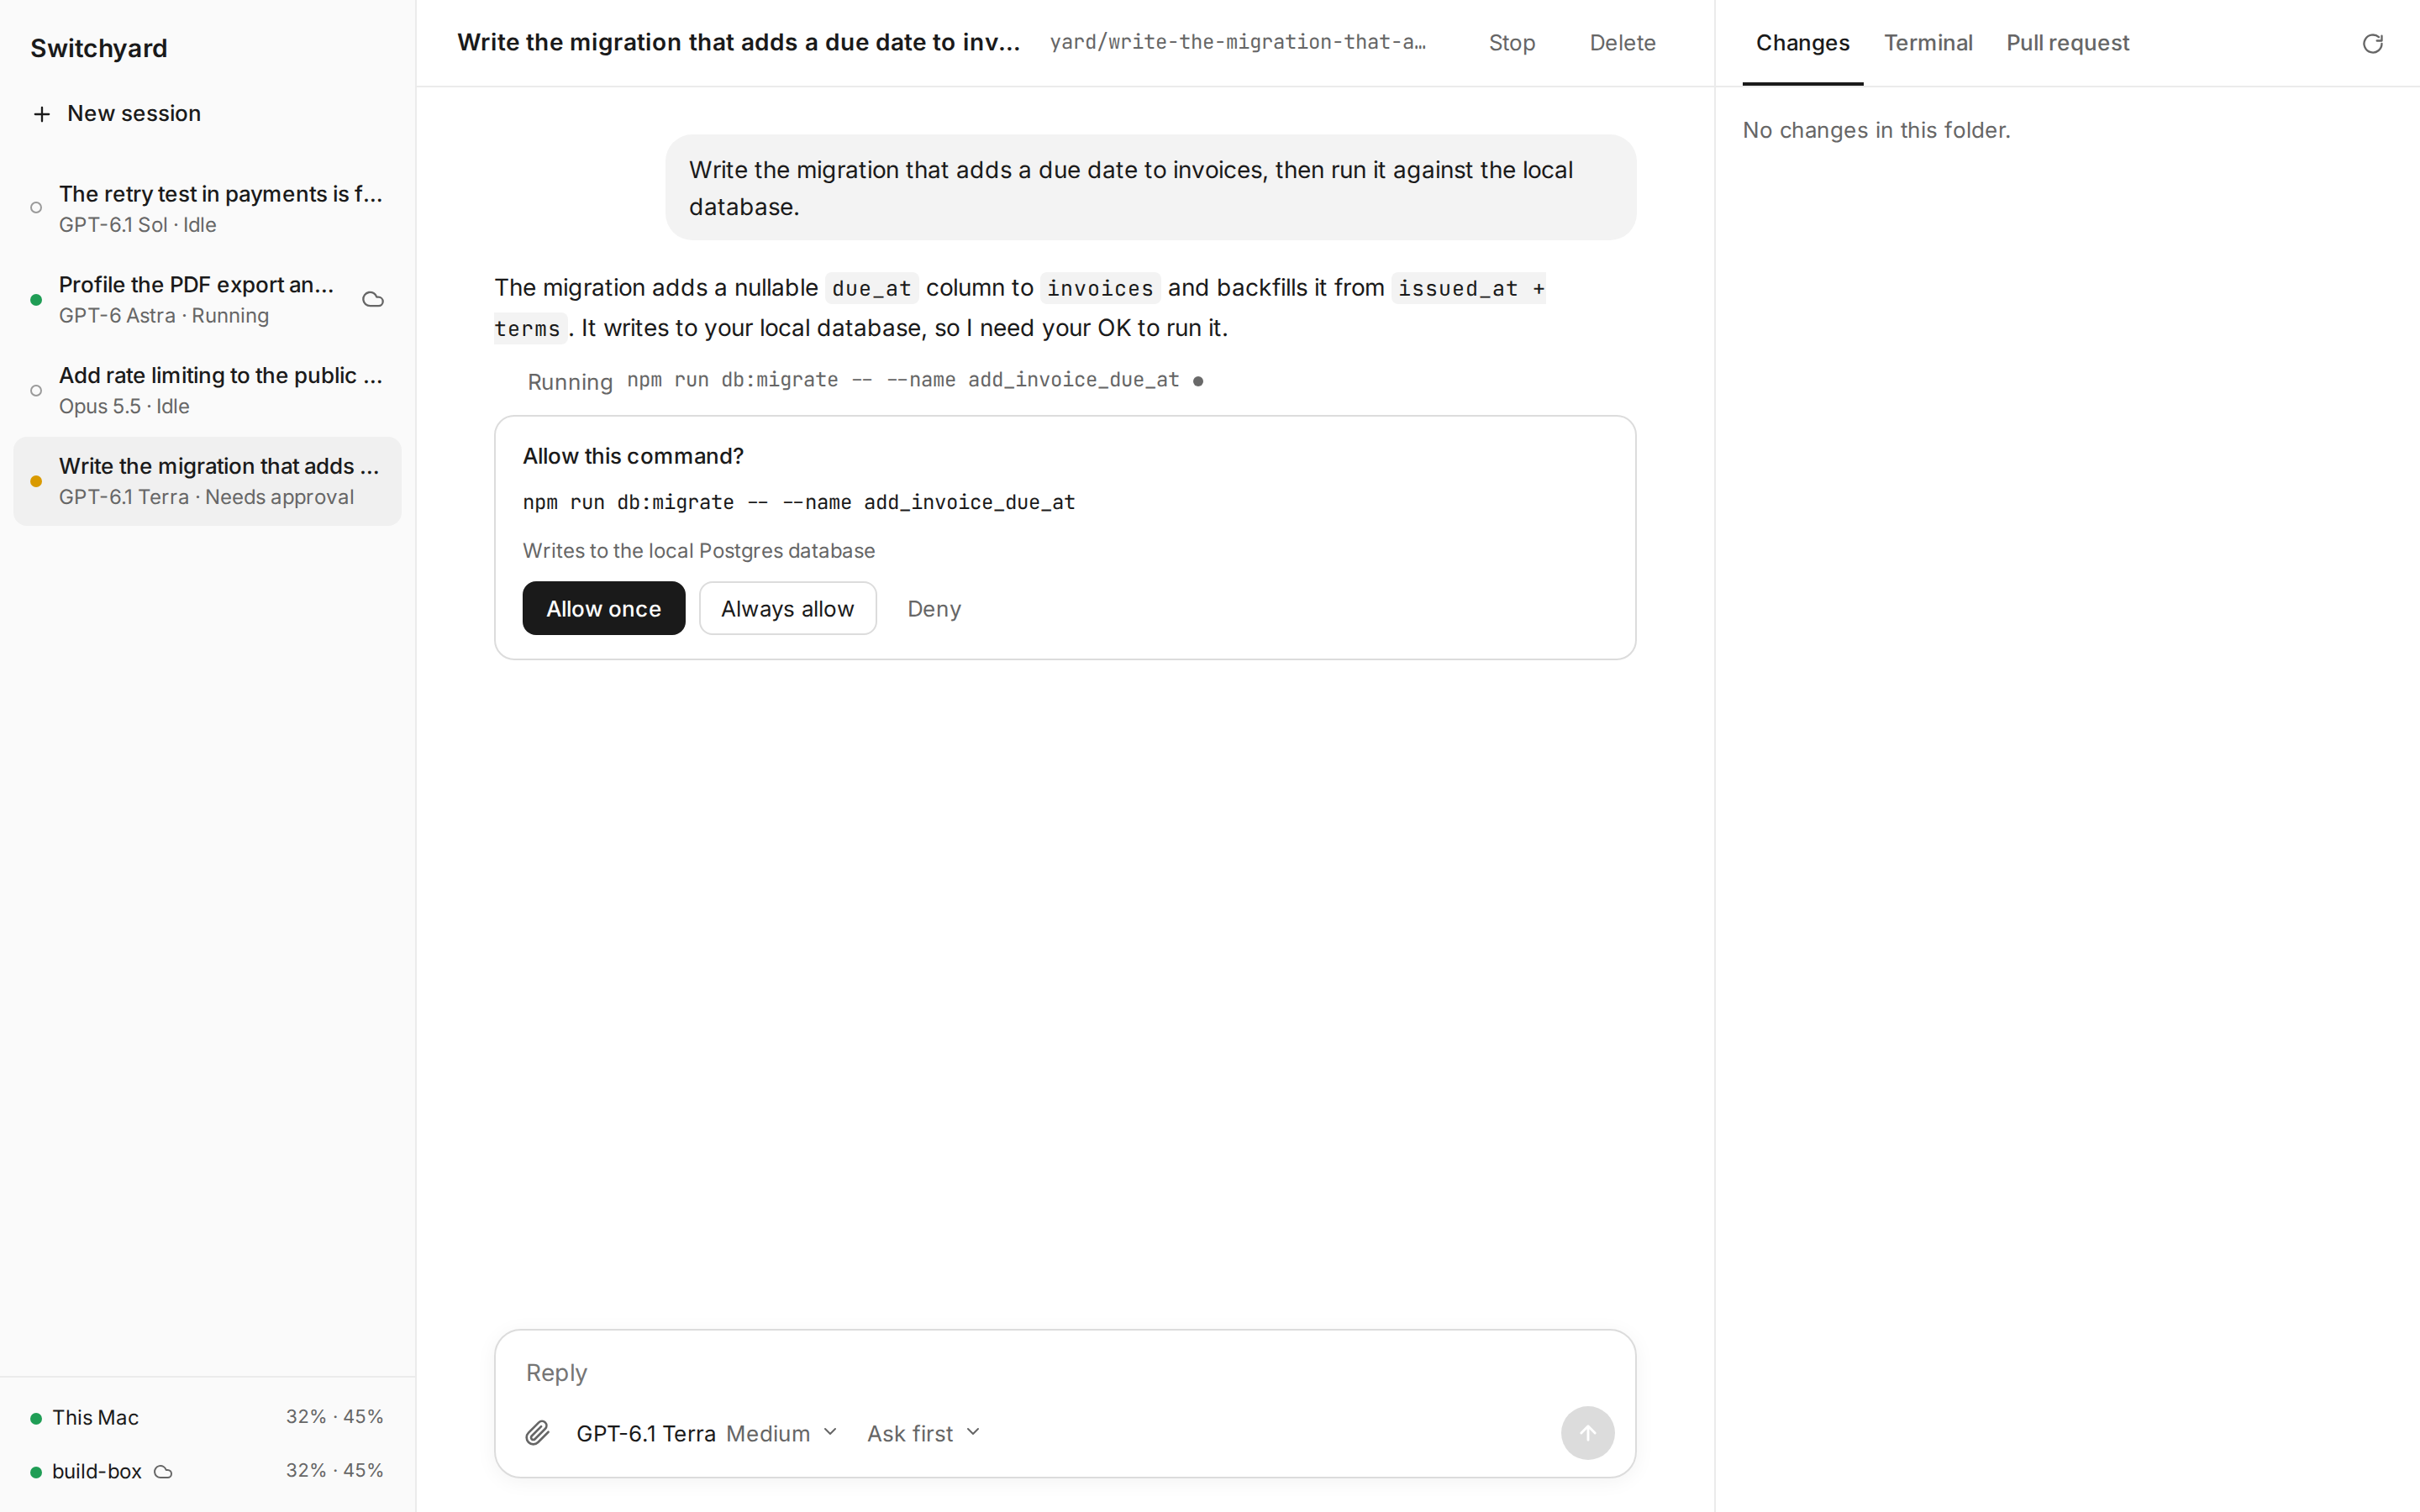 Switchyard
New session
The retry test in payments is f...
GPT-6.1 Sol · Idle
Profile the PDF export an...
GPT-6 Astra · Running
Add rate limiting to the public ...
Opus 5.5 · Idle
Write the migration that adds ...
GPT-6.1 Terra · Needs approval
This Mac 32% · 45%
build-box 32% · 45%
Write the migration that adds a due date to inv... yard/write-the-migration-that-a... Stop Delete
Write the migration that adds a due date to invoices, then run it against the local
database.
The migration adds a nullable due_at column to invoices and backfills it from issued_at +
terms. It writes to your local database, so I need your OK to run it.
Running npm run db:migrate -- --name add_invoice_due_at
Allow this command?
npm run db:migrate -- --name add_invoice_due_at
Writes to the local Postgres database
Allow once Always allow Deny
Reply
GPT-6.1 Terra Medium Ask first
Changes Terminal Pull request
No changes in this folder.